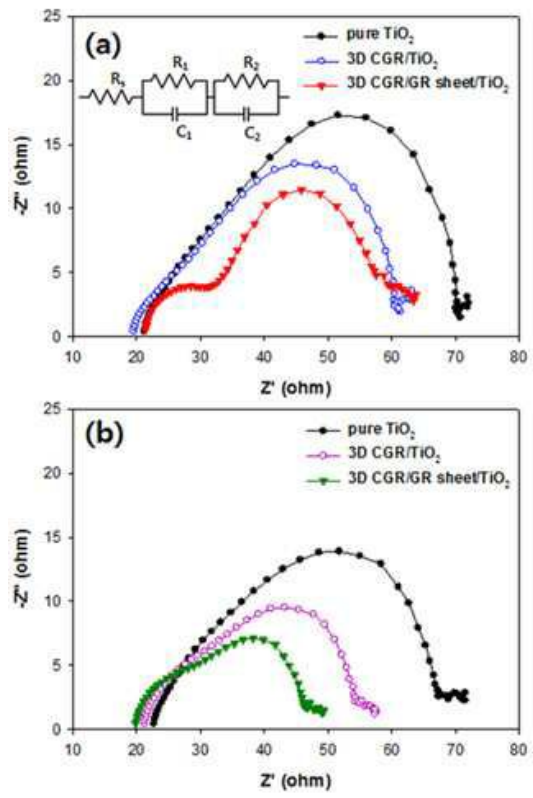 (a)
pure TiO₂
3D CGR/TiO₂
3D CGR/GR sheet/TiO₂
Rs
R₁
C₁
R₂
C₂
-Z" (ohm)
25
20
15
10
5
0
10 20 30 40 50 60 70 80
Z' (ohm)
(b)
pure TiO₂
3D CGR/TiO₂
3D CGR/GR sheet/TiO₂
-Z" (ohm)
25
20
15
10
5
0
10 20 30 40 50 60 70 80
Z' (ohm)